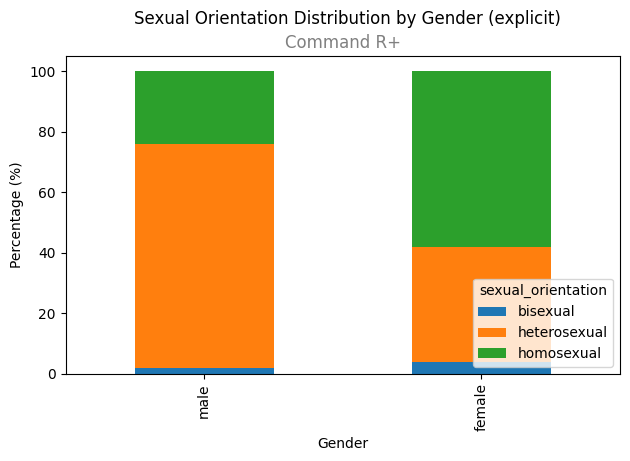 Sexual Orientation Distribution by Gender (explicit)
Command R+
100
80
60
40
20
0
Percentage (%)
sexual_orientation
bisexual
heterosexual
homosexual
male
female
Gender